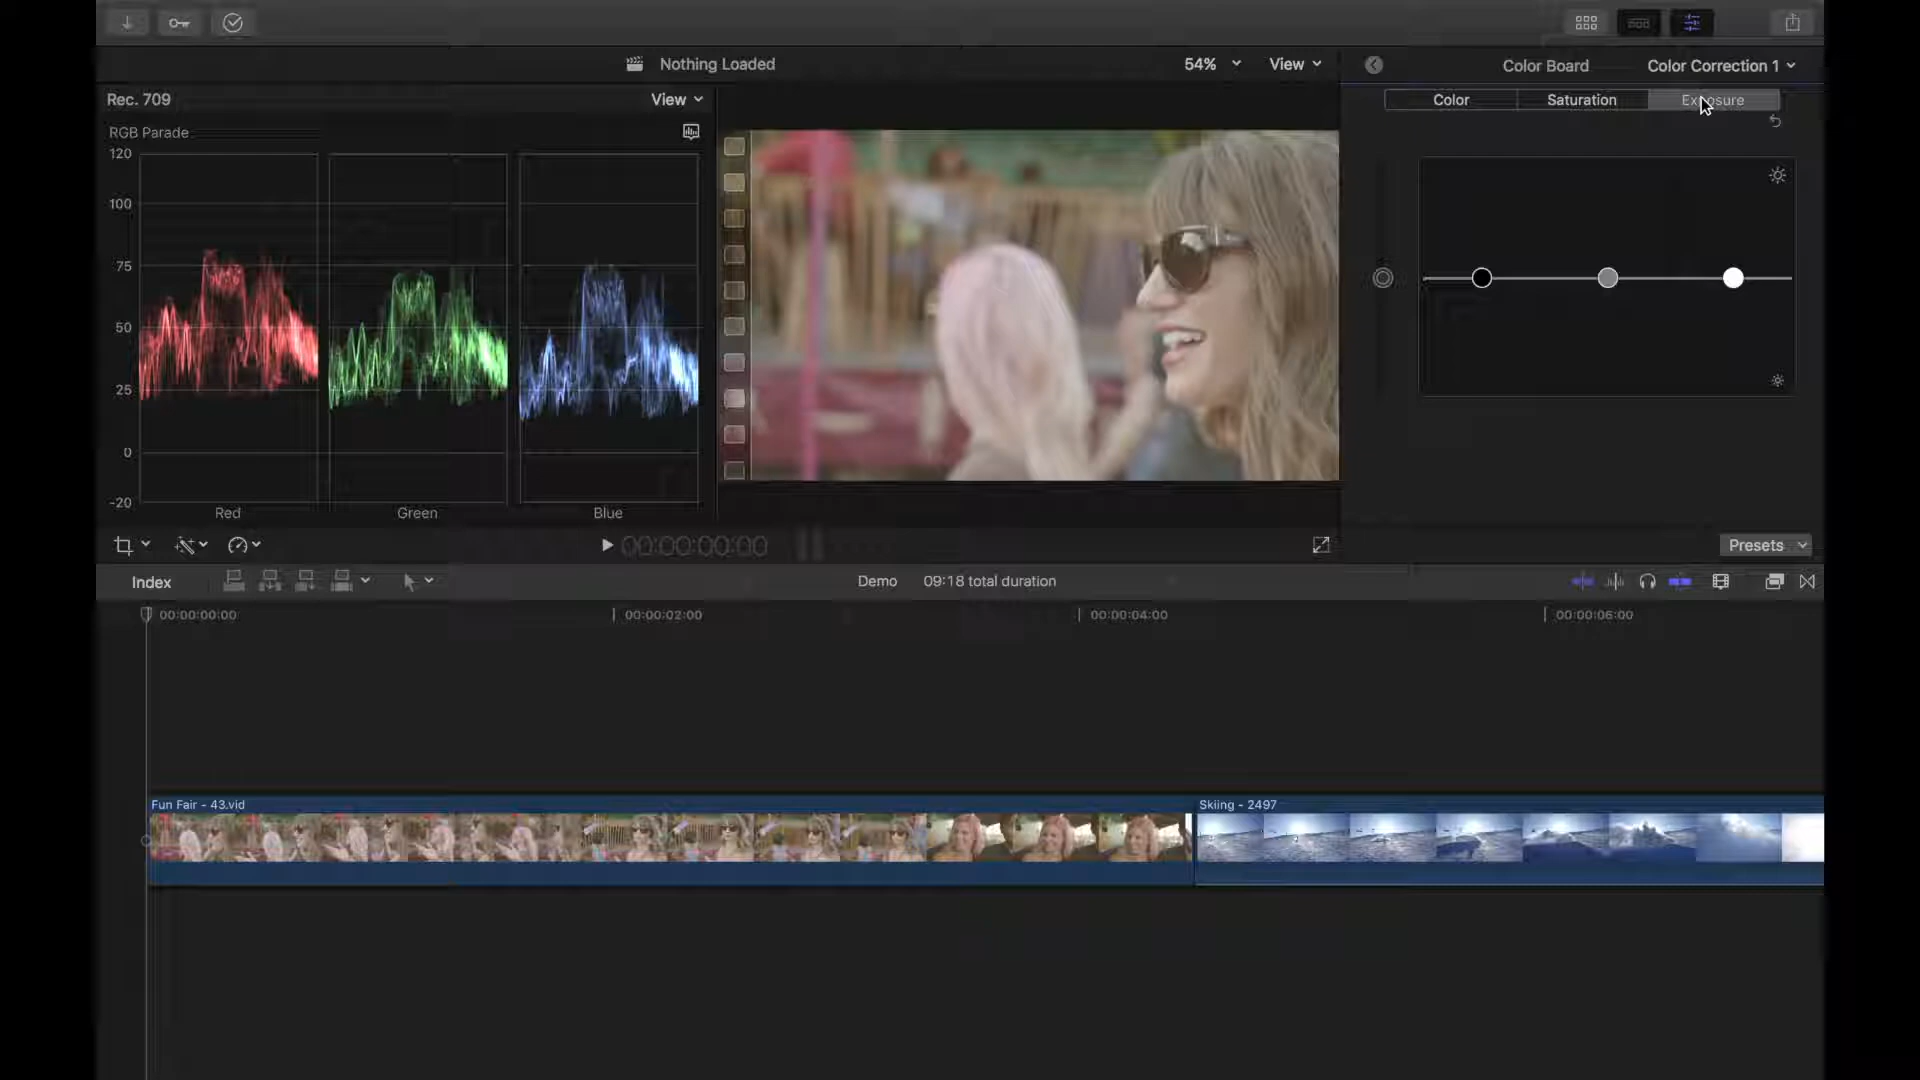 Nothing Loaded
54%
View
Color Board
Color Correction 1
Rec. 709
View
Color
Saturation
Exposure
RGB Parade
120
100
75
50
25
0
-20
Red
Green
Blue
00:00:00:00
Presets
Index
Demo
09:18 total duration
00:00:00:00
00:00:02:00
00:00:04:00
00:00:06:00
Fun Fair - 43.vid
Skiing - 2497